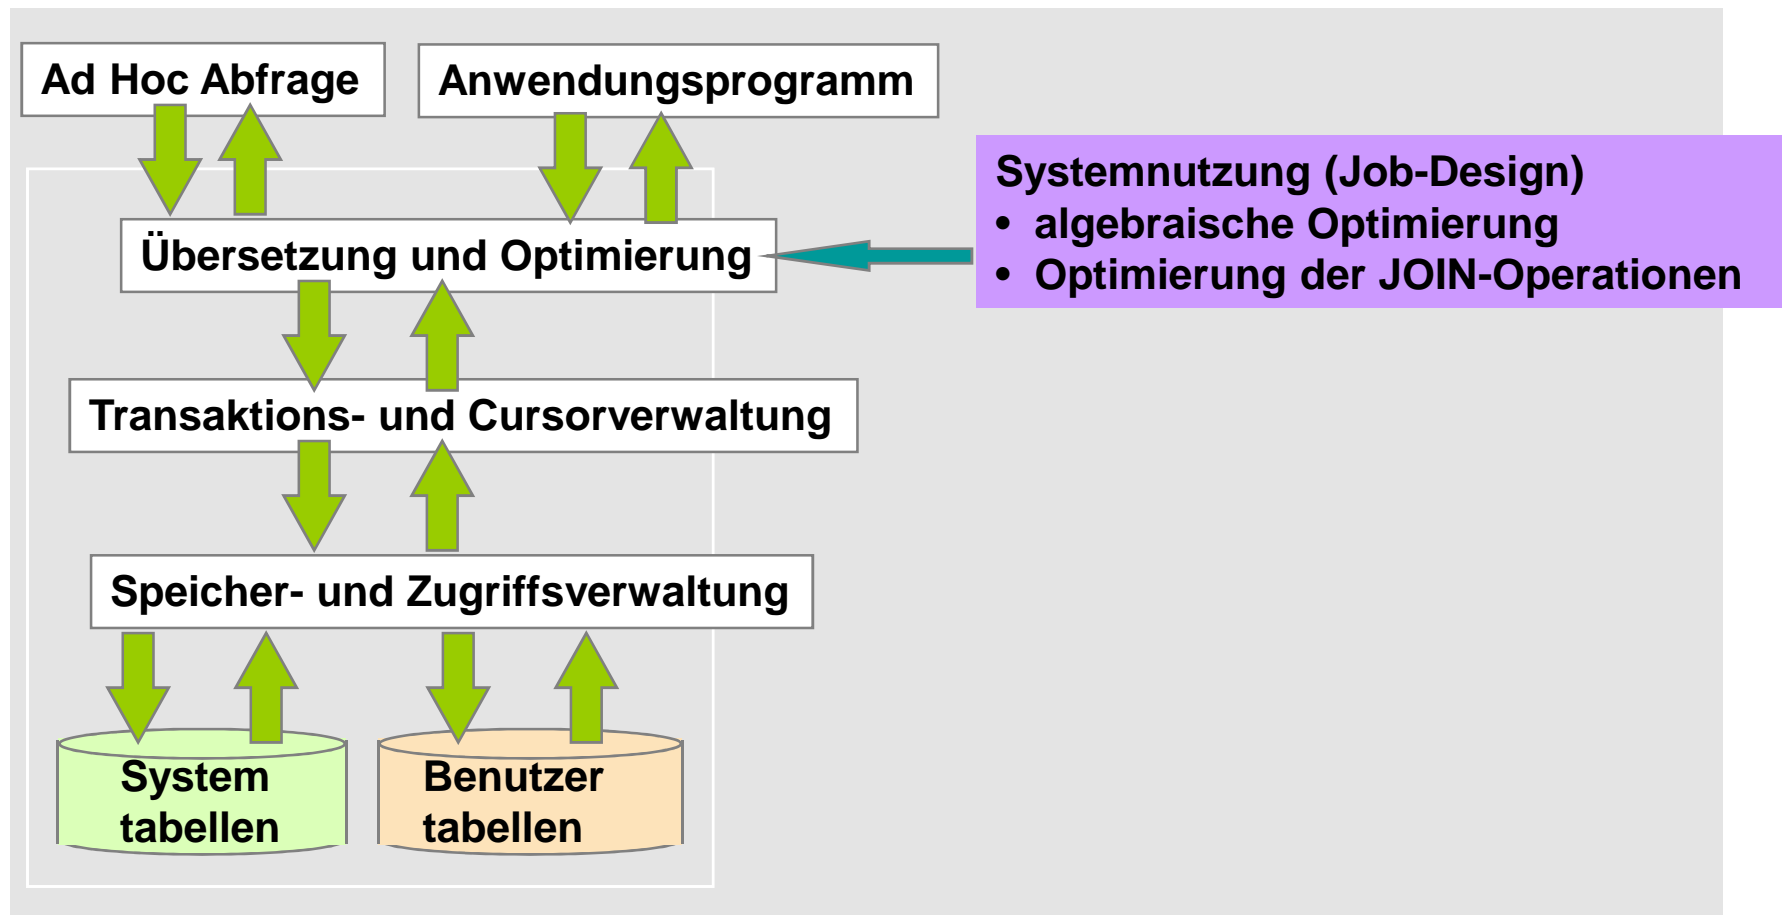 Ad Hoc Abfrage
Anwendungsprogramm
Systemnutzung (Job-Design)
• algebraische Optimierung
• Optimierung der JOIN-Operationen
Übersetzung und Optimierung
Transaktions- und Cursorverwaltung
Speicher- und Zugriffsverwaltung
System
tabellen
Benutzer
tabellen